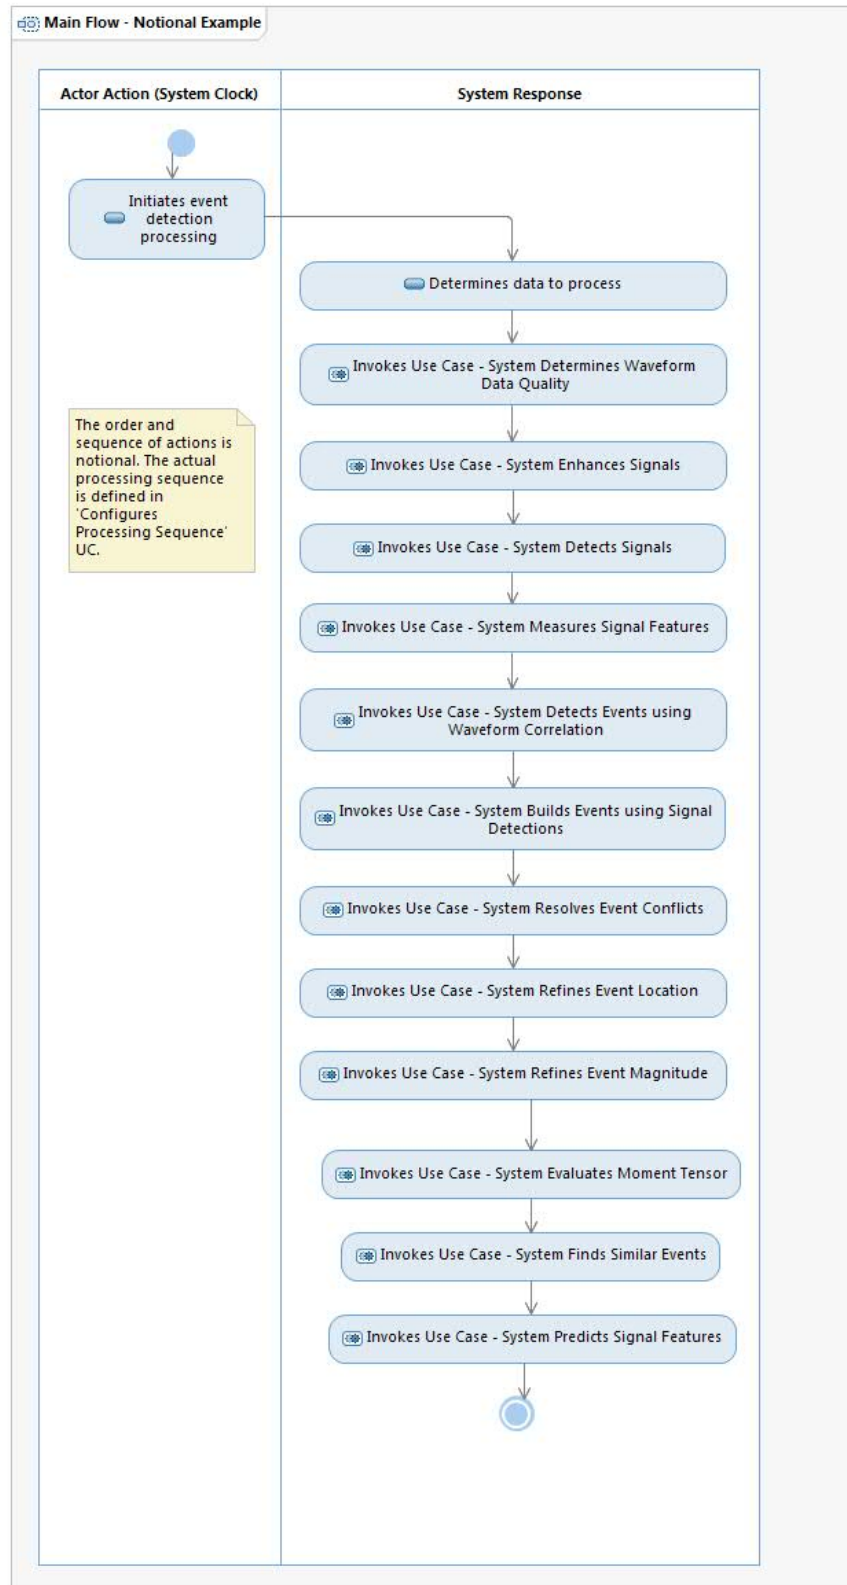 Main Flow - Notional Example
Actor Action (System Clock)
System Response
Initiates event
detection
processing
Determines data to process
Invokes Use Case - System Determines Waveform
Data Quality
The order and
sequence of actions is
notional. The actual
processing sequence
is defined in
'Configures
Processing Sequence'
UC.
Invokes Use Case - System Enhances Signals
Invokes Use Case - System Detects Signals
Invokes Use Case - System Measures Signal Features
Invokes Use Case - System Detects Events using
Waveform Correlation
Invokes Use Case - System Builds Events using Signal
Detections
Invokes Use Case - System Resolves Event Conflicts
Invokes Use Case - System Refines Event Location
Invokes Use Case - System Refines Event Magnitude
Invokes Use Case - System Evaluates Moment Tensor
Invokes Use Case - System Finds Similar Events
Invokes Use Case - System Predicts Signal Features